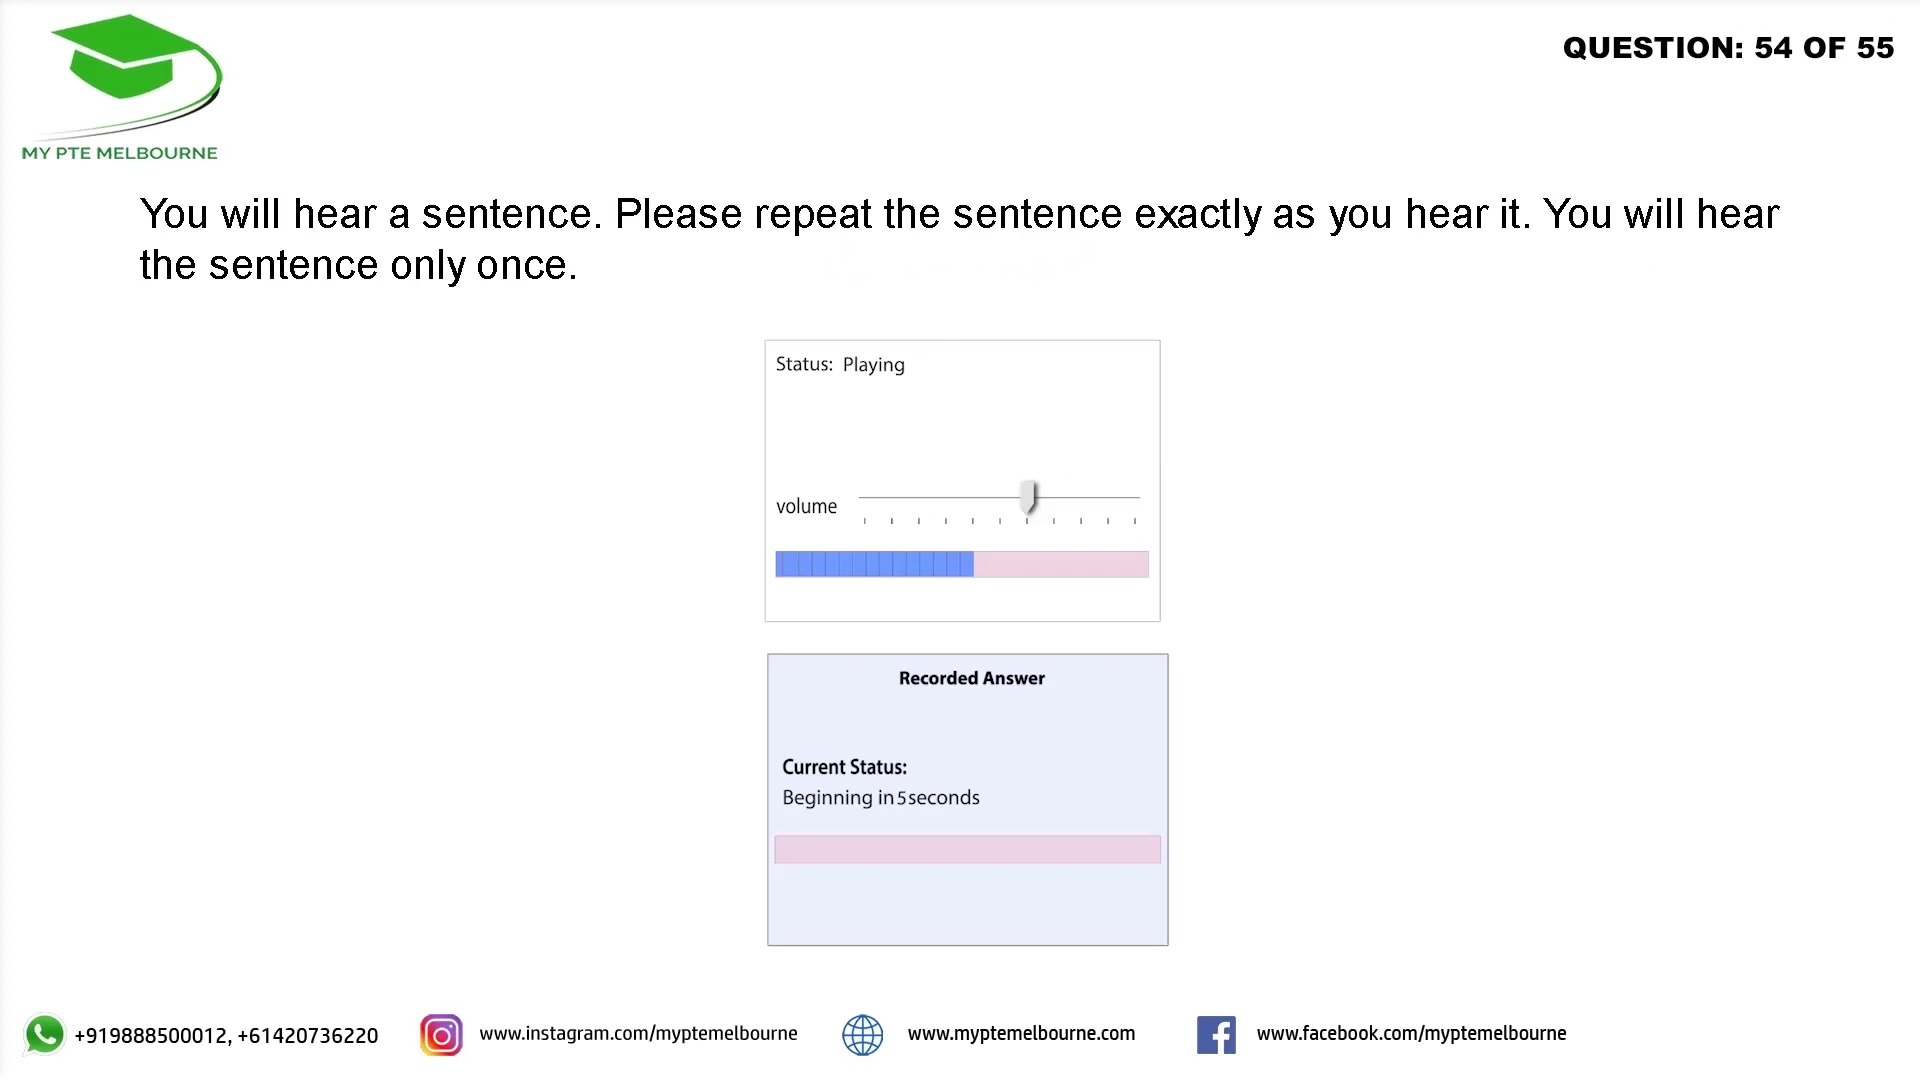 QUESTION: 54 OF 55
MY PTE MELBOURNE
You will hear a sentence. Please repeat the sentence exactly as you hear it. You will hear
the sentence only once.
Status: Playing
volume
Recorded Answer
Current Status:
Beginning in 5 seconds
+919888500012, +61420736220
www.instagram.com/myptemelbourne
www.myptemelbourne.com
www.facebook.com/myptemelbourne